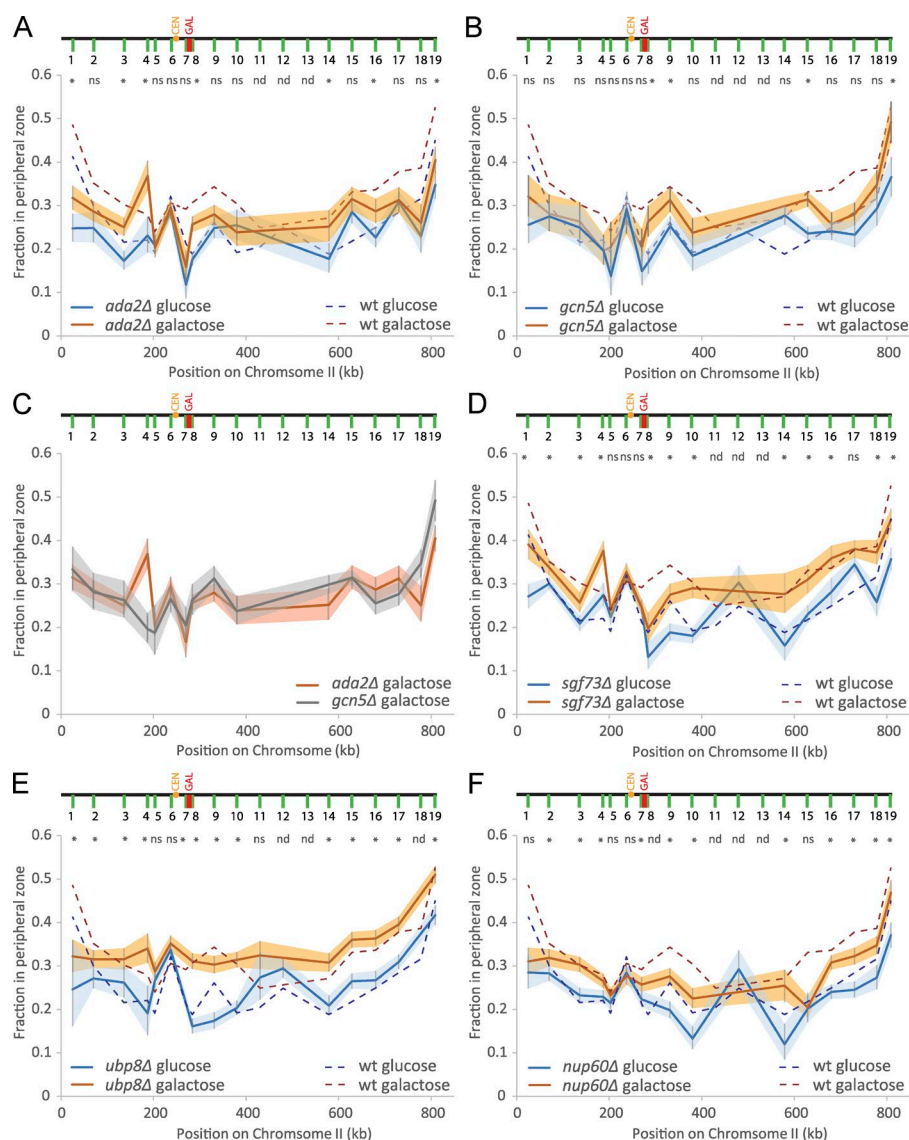 A
CEN
GAL
1 2 3 4 5 6 7 8 9 10 11 12 13 14 15 16 17 18 19
* ns * * ns ns ns * ns ns nd nd nd * ns * ns ns *
Fraction in peripheral zone
0.6
0.5
0.4
0.3
0.2
0.1
0
ada2Δ glucose
ada2Δ galactose
wt glucose
wt galactose
0 200 400 600 800
Position on Chromsome II (kb)
B
CEN
GAL
1 2 3 4 5 6 7 8 9 10 11 12 13 14 15 16 17 18 19
ns ns ns ns ns ns ns * * ns nd nd nd ns * ns ns ns *
Fraction in peripheral zone
0.6
0.5
0.4
0.3
0.2
0.1
0
gcn5Δ glucose
gcn5Δ galactose
wt glucose
wt galactose
0 200 400 600 800
Position on Chromsome II (kb)
C
CEN
GAL
1 2 3 4 5 6 7 8 9 10 11 12 13 14 15 16 17 18 19
Fraction in peripheral zone
0.6
0.5
0.4
0.3
0.2
0.1
0
ada2Δ galactose
gcn5Δ galactose
0 200 400 600 800
Position on Chromsome (kb)
D
CEN
GAL
1 2 3 4 5 6 7 8 9 10 11 12 13 14 15 16 17 18 19
* * * * ns ns ns * * * nd nd nd * * * ns * *
Fraction in peripheral zone
0.6
0.5
0.4
0.3
0.2
0.1
0
sgf73Δ glucose
sgf73Δ galactose
wt glucose
wt galactose
0 200 400 600 800
Position on Chromsome II (kb)
E
CEN
GAL
1 2 3 4 5 6 7 8 9 10 11 12 13 14 15 16 17 18 19
* * * * ns ns * * * * ns nd nd * * * * nd *
Fraction in peripheral zone
0.6
0.5
0.4
0.3
0.2
0.1
0
ubp8Δ glucose
ubp8Δ galactose
wt glucose
wt galactose
0 200 400 600 800
Position on Chromsome II (kb)
F
CEN
GAL
1 2 3 4 5 6 7 8 9 10 11 12 13 14 15 16 17 18 19
ns * * * ns ns * nd * * nd nd nd * ns * * * *
Fraction in peripheral zone
0.6
0.5
0.4
0.3
0.2
0.1
0
nup60Δ glucose
nup60Δ galactose
wt glucose
wt galactose
0 200 400 600 800
Position on Chromsome II (kb)